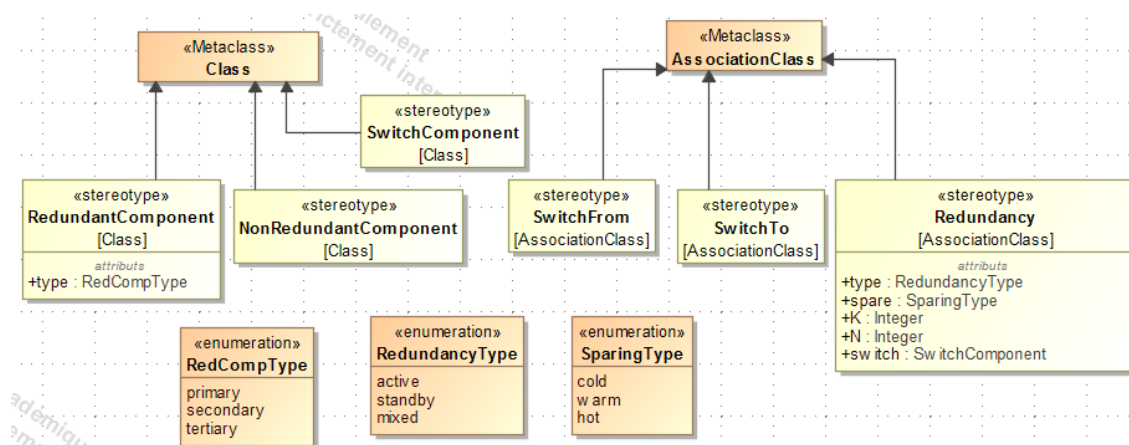 «Metaclass»
Class
«Metaclass»
AssociationClass
«stereotype»
SwitchComponent
[Class]
«stereotype»
RedundantComponent
[Class]
attributs
+type : RedCompType
«stereotype»
NonRedundantComponent
[Class]
«stereotype»
SwitchFrom
[AssociationClass]
«stereotype»
SwitchTo
[AssociationClass]
«stereotype»
Redundancy
[AssociationClass]
attributs
+type : RedundancyType
+spare : SparingType
+K : Integer
+N : Integer
+switch : SwitchComponent
«enumeration»
RedCompType
primary
secondary
tertiary
«enumeration»
RedundancyType
active
standby
mixed
«enumeration»
SparingType
cold
warm
hot